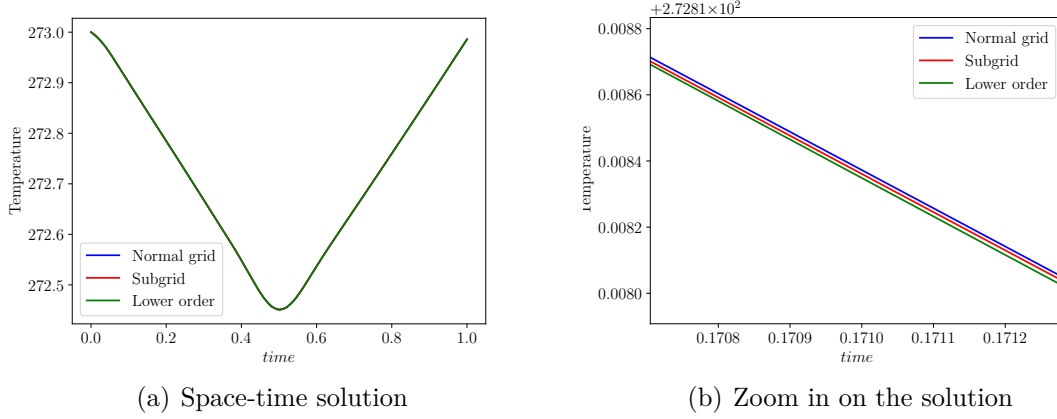 273.0
272.9
272.8
272.7
272.6
272.5
Temperature
Normal grid
Subgrid
Lower order
0.0 0.2 0.4 0.6 0.8 1.0
time
(a) Space-time solution
+2.7281×10²
0.0088
0.0086
0.0084
0.0082
0.0080
Temperature
Normal grid
Subgrid
Lower order
0.1708 0.1709 0.1710 0.1711 0.1712
time
(b) Zoom in on the solution